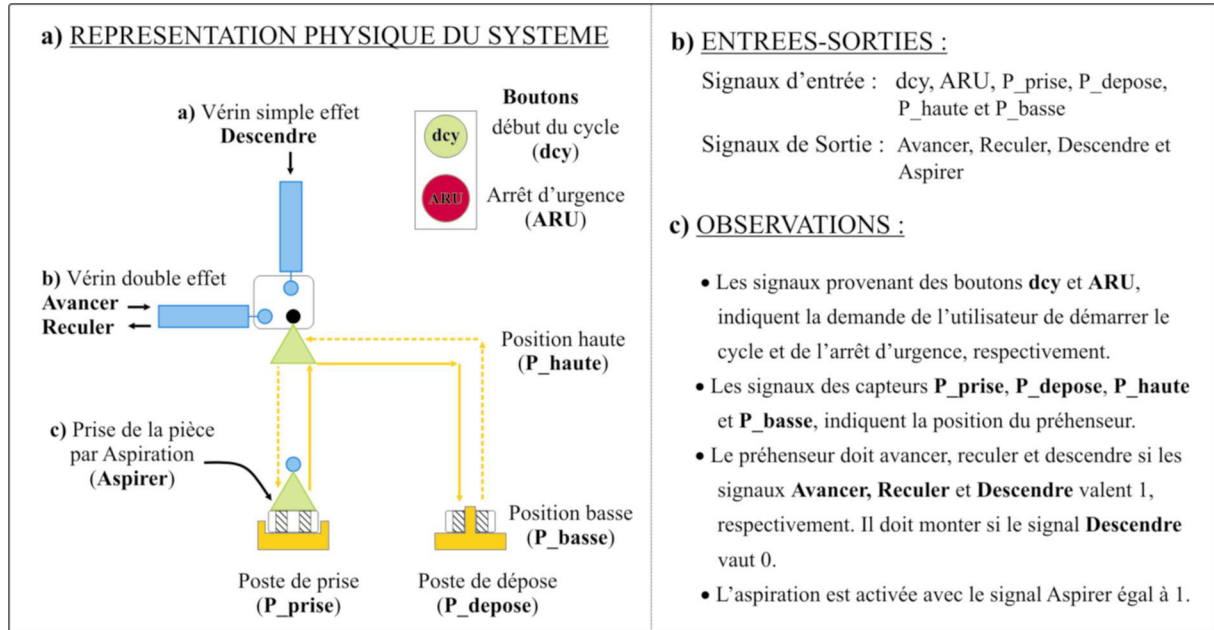 a) REPRESENTATION PHYSIQUE DU SYSTEME
a) Vérin simple effet
Descendre
Boutons
dcy
début du cycle
(dcy)
ARU
Arrêt d'urgence
(ARU)
b) Vérin double effet
Avancer
Reculer
Position haute
(P_haute)
c) Prise de la pièce
par Aspiration
(Aspirer)
Position basse
(P_basse)
Poste de prise
(P_prise)
Poste de dépose
(P_depose)
b) ENTREES-SORTIES :
Signaux d'entrée : dcy, ARU, P_prise, P_depose,
P_haute et P_basse
Signaux de Sortie : Avancer, Reculer, Descendre et
Aspirer
c) OBSERVATIONS :
• Les signaux provenant des boutons dcy et ARU,
indiquent la demande de l'utilisateur de démarrer le
cycle et de l'arrêt d'urgence, respectivement.
• Les signaux des capteurs P_prise, P_depose, P_haute
et P_basse, indiquent la position du préhenseur.
• Le préhenseur doit avancer, reculer et descendre si les
signaux Avancer, Reculer et Descendre valent 1,
respectivement. Il doit monter si le signal Descendre
vaut 0.
• L'aspiration est activée avec le signal Aspirer égal à 1.